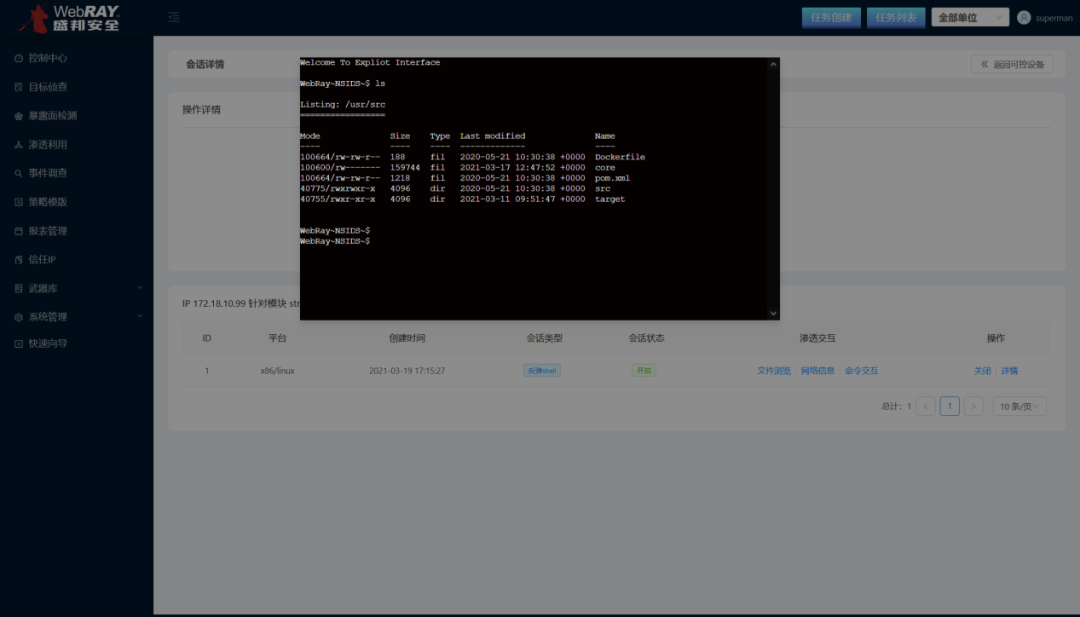 WebRAY
盛邦安全
任务创建 任务列表 全部单位 superman
控制中心
目标侦查
暴露面检测
渗透利用
事件调查
策略模版
报表管理
信任IP
武器库
系统管理
快速向导
会话详情
返回可控设备
操作详情
Welcome To Expliot Interface
WebRay~NSIDS~$ ls
Listing: /usr/src
=================
Mode Size Type Last modified Name
---- ---- ---- ------------- ----
100664/rw-rw-r-- 188 fil 2020-05-21 10:30:38 +0000 Dockerfile
100600/rw------- 159744 fil 2021-03-17 12:47:52 +0000 core
100664/rw-rw-r-- 1218 fil 2020-05-21 10:30:38 +0000 pom.xml
40775/rwxrwxr-x 4096 dir 2020-05-21 10:30:38 +0000 src
40755/rwxr-xr-x 4096 dir 2021-03-11 09:51:47 +0000 target
WebRay~NSIDS~$
WebRay~NSIDS~$
IP 172.18.10.99 针对模块 str
ID 平台 创建时间 会话类型 会话状态 渗透交互 操作
1 x86/linux 2021-03-19 17:15:27 反弹shell 开启 文件浏览 网络信息 命令交互 关闭 详情
总计: 1 < 1 > 10 条/页